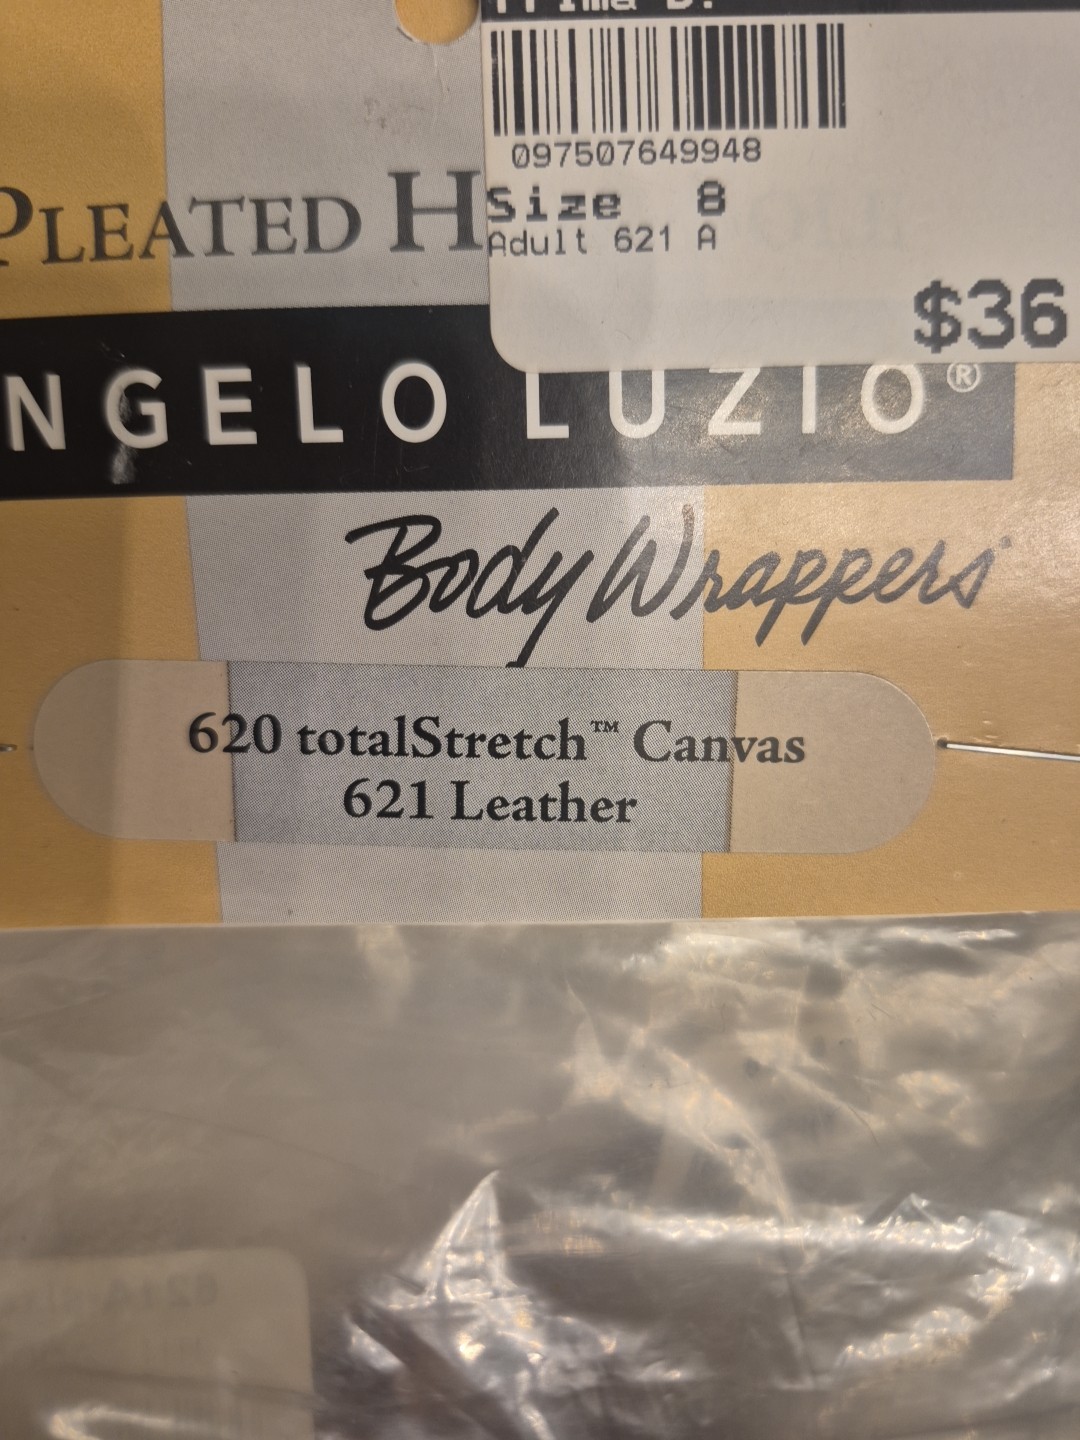 097507649948
Size 8
Adult 621 A
$36
PLEATED H
NGELO LUZIO®
Body Wrappers
620 totalStretch™ Canvas
621 Leather